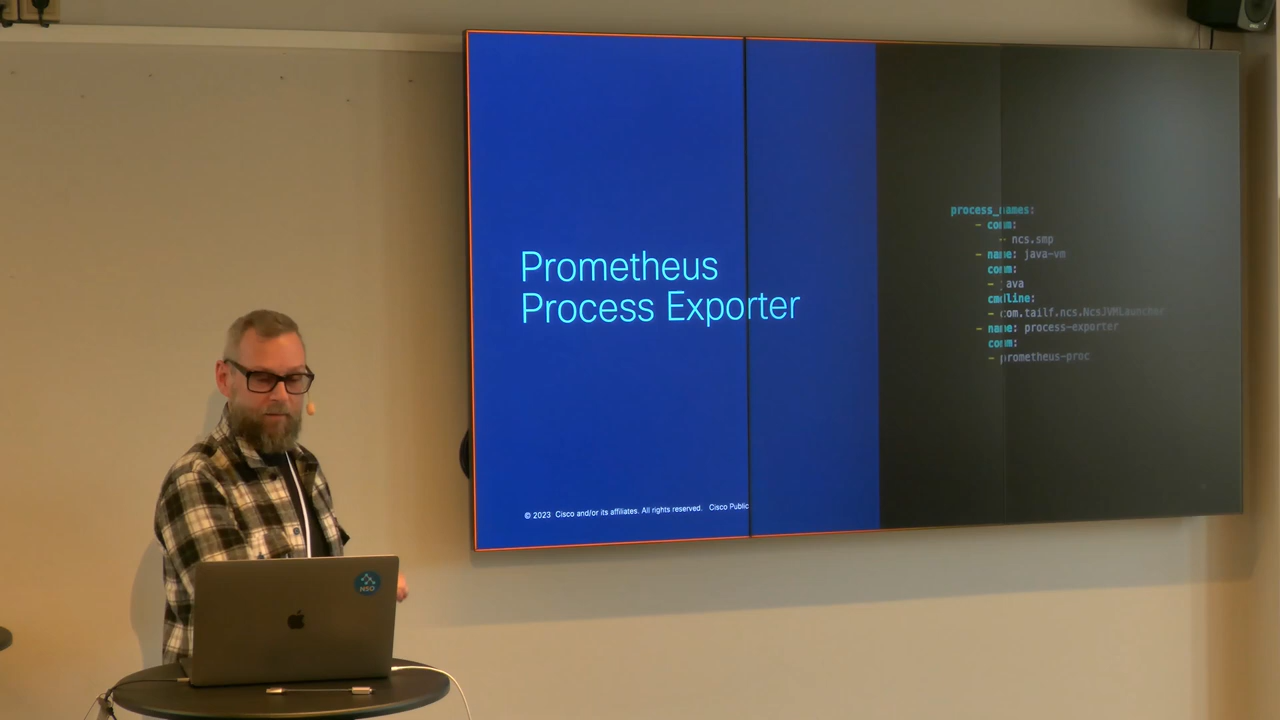 Prometheus
Process Exporter
© 2023 Cisco and/or its affiliates. All rights reserved. Cisco Public
process_names:
- comm:
- ncs.smp
- name: java-vm
comm:
- java
cmdline:
- com.tailf.ncs.NcsJVMLauncher
- name: process-exporter
comm:
- prometheus-proc
NSO